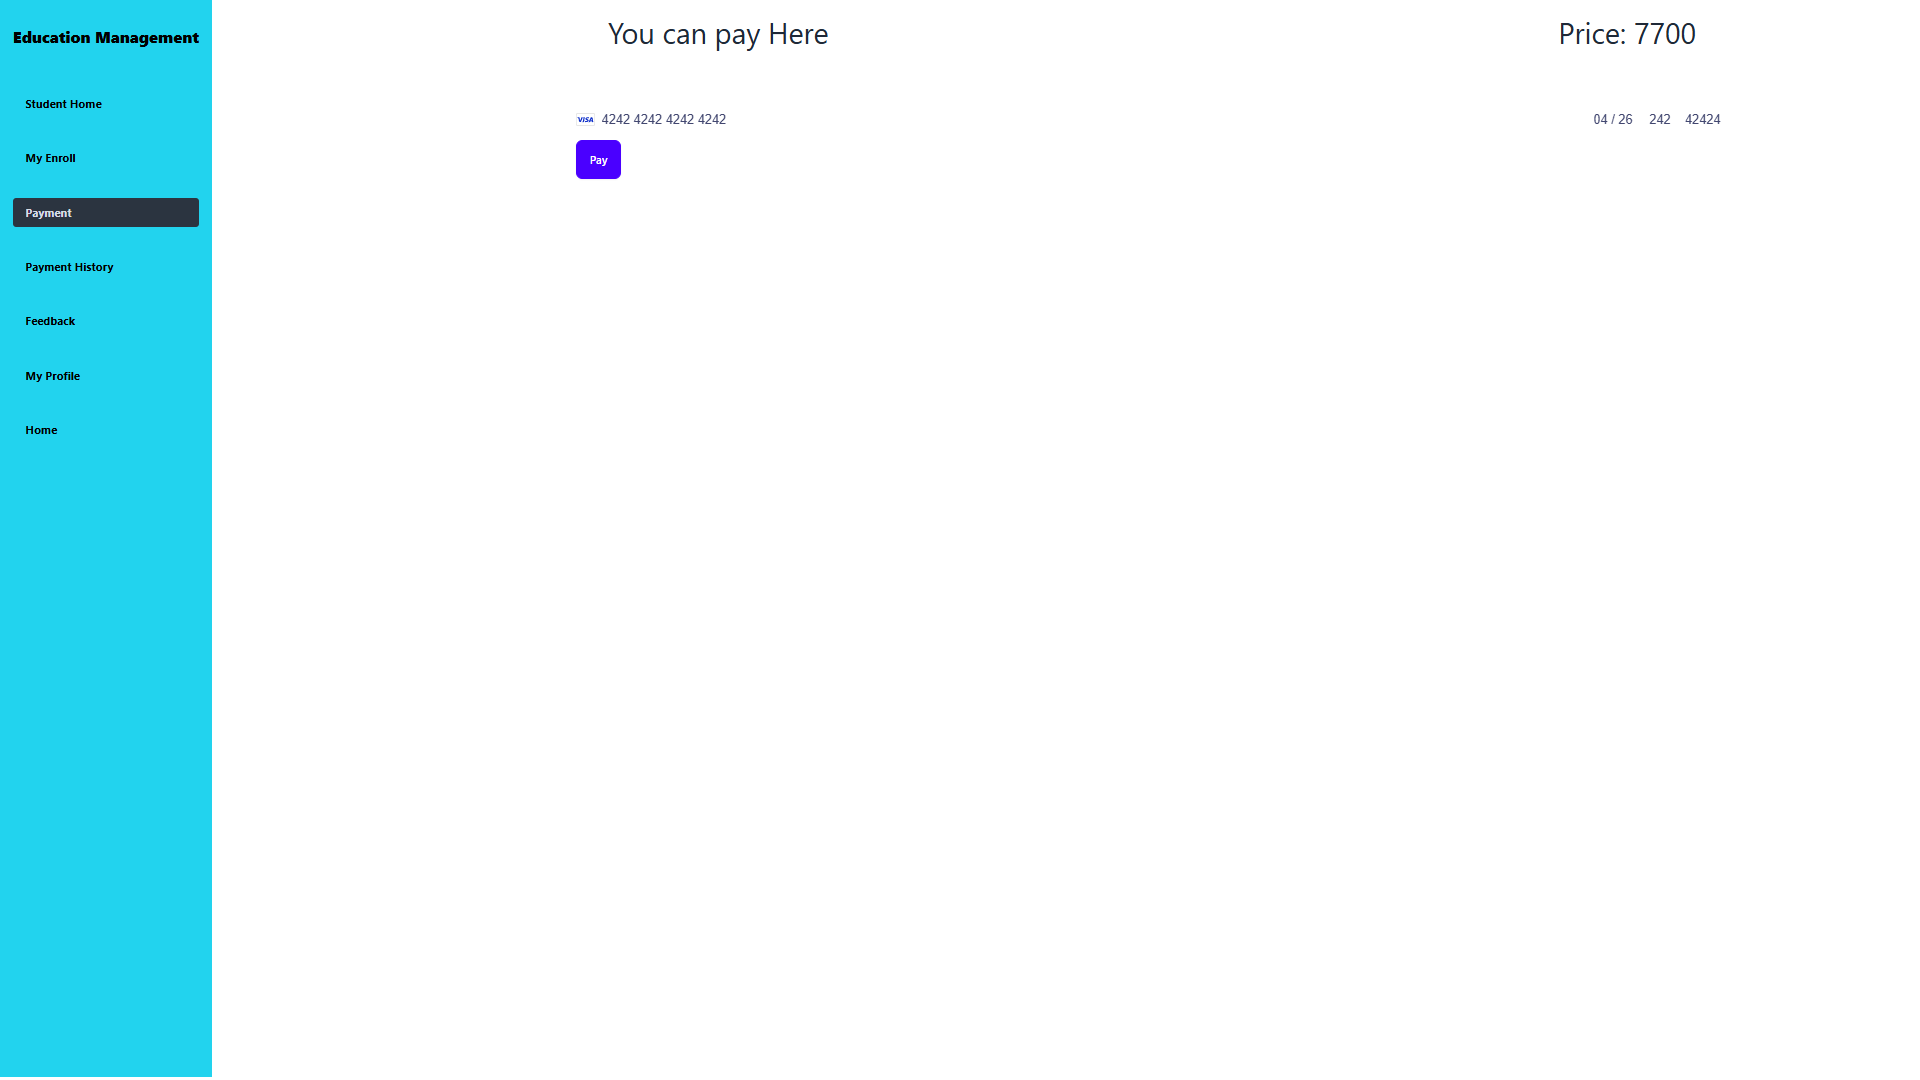 Education Management
Student Home
My Enroll
Payment
Payment History
Feedback
My Profile
Home
You can pay Here
Price: 7700
VISA 4242 4242 4242 4242 04 / 26 242 42424
Pay